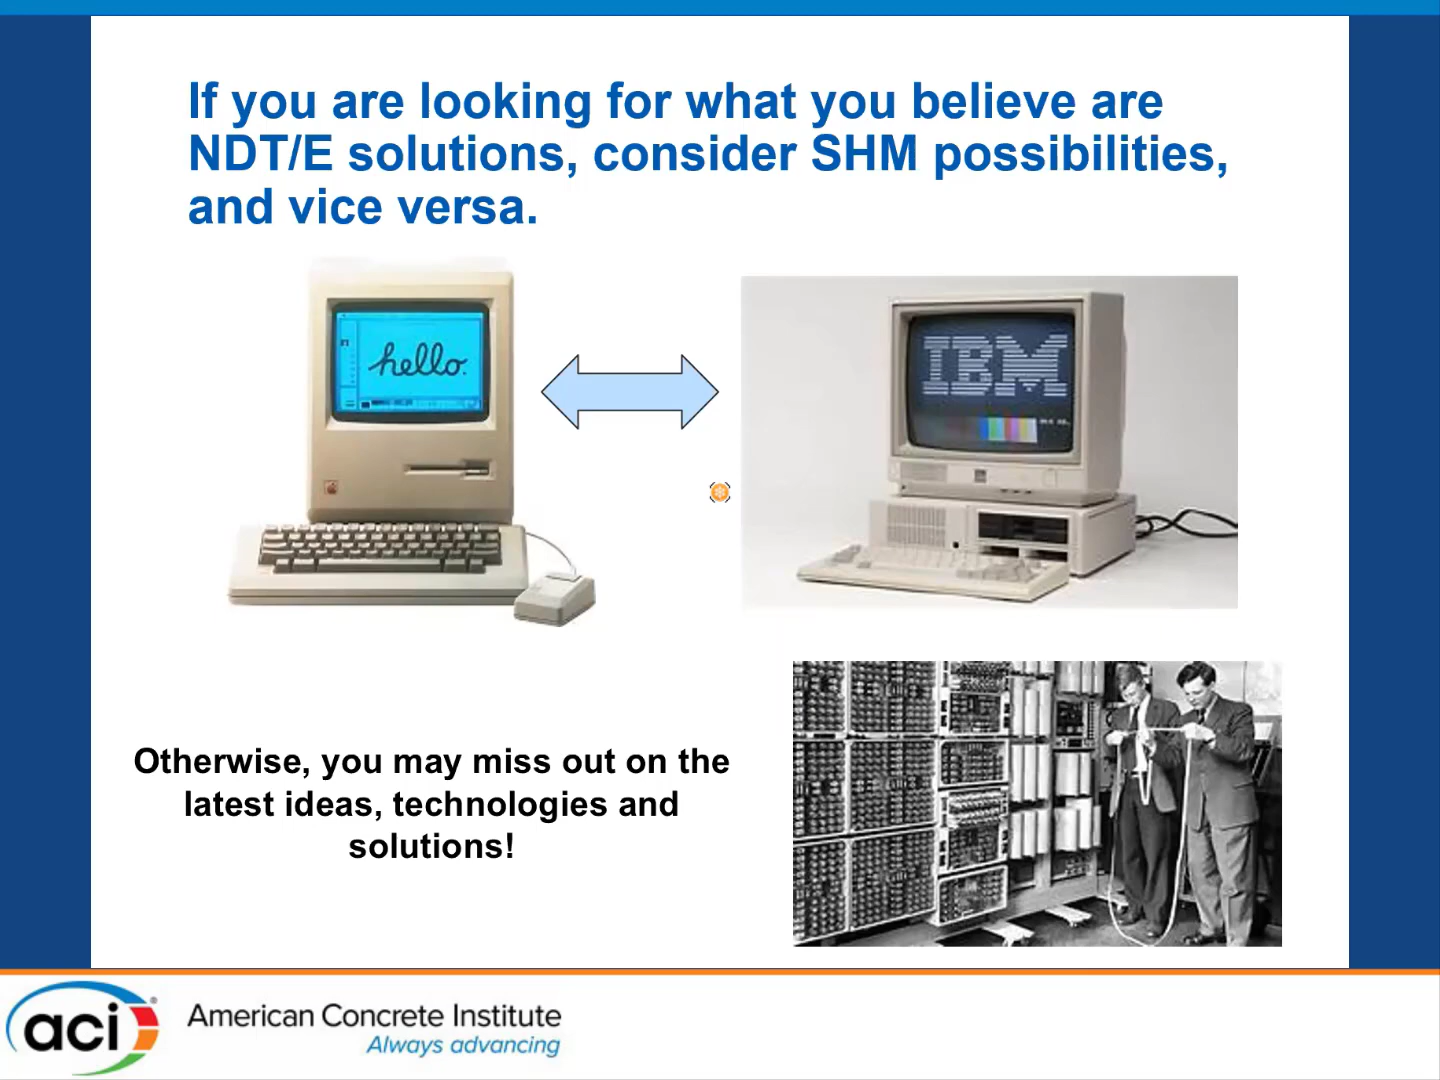 If you are looking for what you believe are
NDT/E solutions, consider SHM possibilities,
and vice versa.
hello.
IBM
Otherwise, you may miss out on the
latest ideas, technologies and
solutions!
aci®
American Concrete Institute
Always advancing